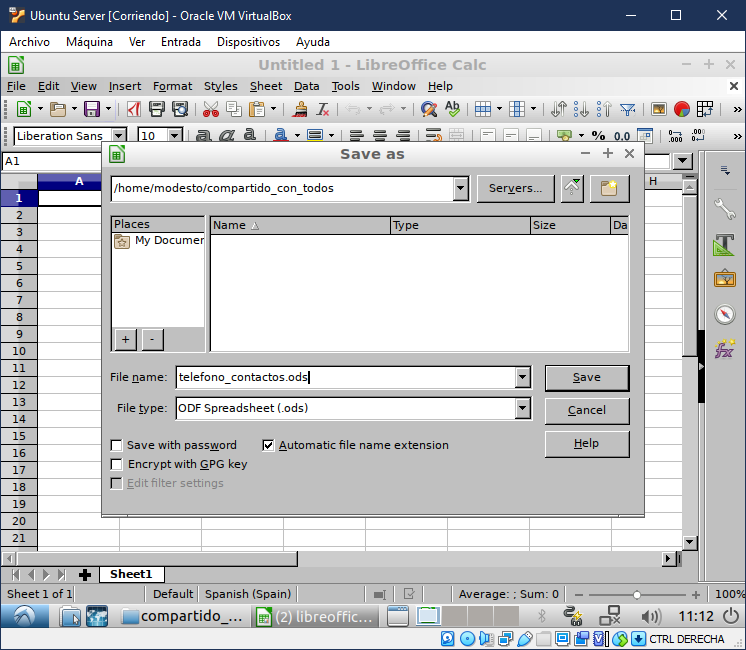 Ubuntu Server [Corriendo] - Oracle VM VirtualBox
Archivo Máquina Ver Entrada Dispositivos Ayuda
Untitled 1 - LibreOffice Calc
File Edit View Insert Format Styles Sheet Data Tools Window Help
Liberation Sans 10 % 0.0
A1
A H
Save as
/home/modesto/compartido_con_todos Servers...
Places Name Type Size Da
My Documen
+ -
File name: telefono_contactos.ods Save
File type: ODF Spreadsheet (.ods) Cancel
Help
Save with password Automatic file name extension
Encrypt with GPG key
Edit filter settings
1
2
3
4
5
6
7
8
9
10
11
12
13
14
15
16
17
18
19
20
21
Sheet1
Sheet 1 of 1 Default Spanish (Spain) Average: ; Sum: 0 100%
compartido_... (2) libreoffic... 11:12
CTRL DERECHA